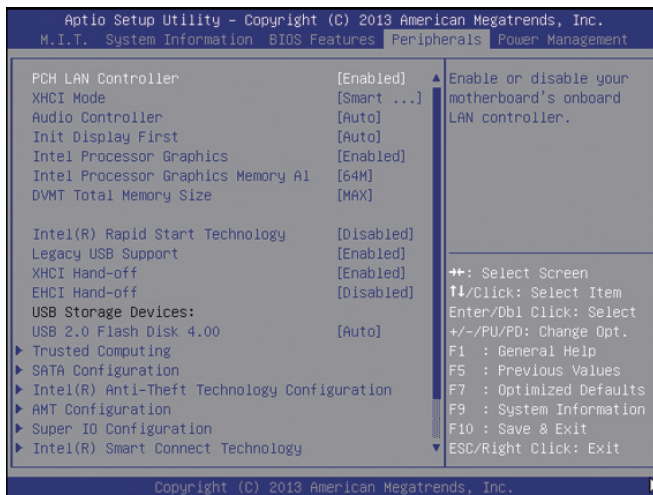 Aptio Setup Utility – Copyright (C) 2013 American Megatrends, Inc.
M.I.T. System Information BIOS Features Peripherals Power Management
PCH LAN Controller [Enabled]
XHCI Mode [Smart ...]
Audio Controller [Auto]
Init Display First [Auto]
Intel Processor Graphics [Enabled]
Intel Processor Graphics Memory Al [64M]
DVMT Total Memory Size [MAX]
Intel(R) Rapid Start Technology [Disabled]
Legacy USB Support [Enabled]
XHCI Hand-off [Enabled]
EHCI Hand-off [Disabled]
USB Storage Devices:
USB 2.0 Flash Disk 4.00 [Auto]
Trusted Computing
SATA Configuration
Intel(R) Anti-Theft Technology Configuration
AMT Configuration
Super IO Configuration
Intel(R) Smart Connect Technology
Enable or disable your
motherboard's onboard
LAN controller.
→←: Select Screen
↑↓/Click: Select Item
Enter/Dbl Click: Select
+/-/PU/PD: Change Opt.
F1 : General Help
F5 : Previous Values
F7 : Optimized Defaults
F9 : System Information
F10 : Save & Exit
ESC/Right Click: Exit
Copyright (C) 2013 American Megatrends, Inc.